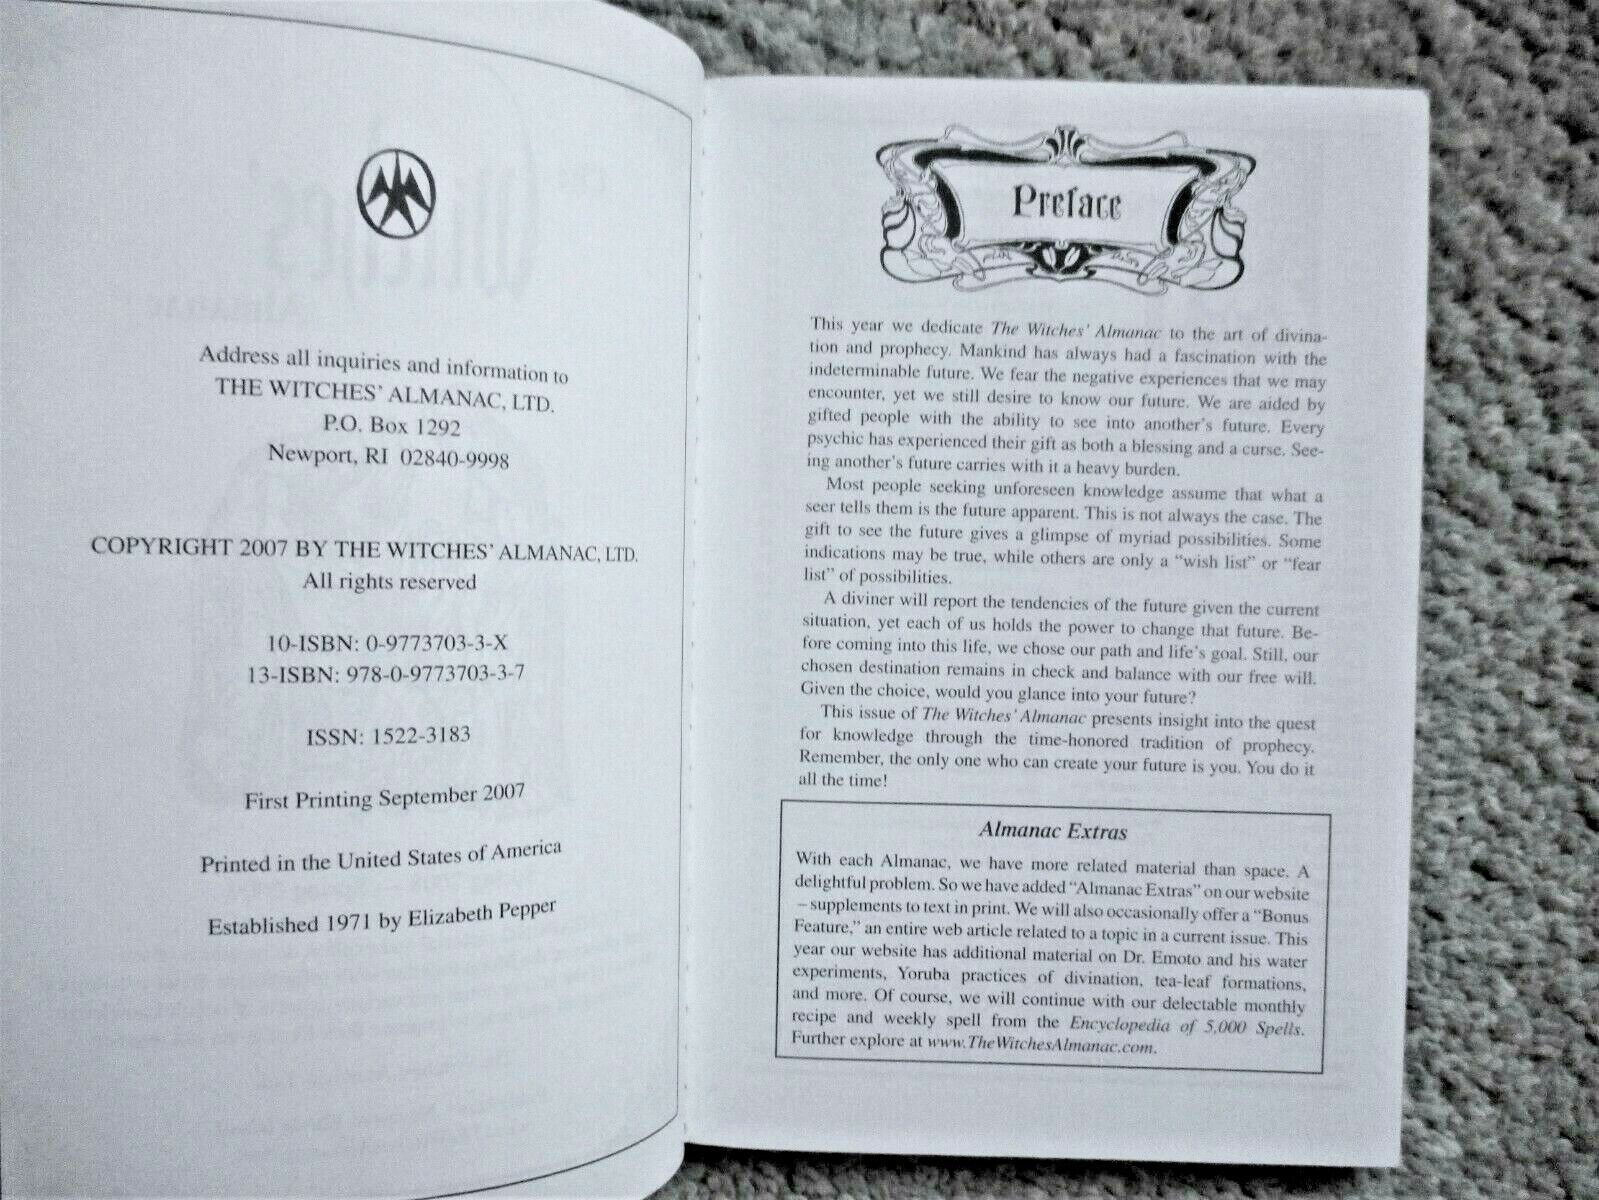 Address all inquiries and information to
THE WITCHES' ALMANAC, LTD.
P.O. Box 1292
Newport, RI 02840-9998
COPYRIGHT 2007 BY THE WITCHES' ALMANAC, LTD.
All rights reserved
10-ISBN: 0-9773703-3-X
13-ISBN: 978-0-9773703-3-7
ISSN: 1522-3183
First Printing September 2007
Printed in the United States of America
Established 1971 by Elizabeth Pepper
Preface
This year we dedicate The Witches' Almanac to the art of divina-
tion and prophecy. Mankind has always had a fascination with the
indeterminable future. We fear the negative experiences that we may
encounter, yet we still desire to know our future. We are aided by
gifted people with the ability to see into another's future. Every
psychic has experienced their gift as both a blessing and a curse. See-
ing another's future carries with it a heavy burden.
Most people seeking unforeseen knowledge assume that what a
seer tells them is the future apparent. This is not always the case. The
gift to see the future gives a glimpse of myriad possibilities. Some
indications may be true, while others are only a "wish list" or "fear
list" of possibilities.
A diviner will report the tendencies of the future given the current
situation, yet each of us holds the power to change that future. Be-
fore coming into this life, we chose our path and life's goal. Still, our
chosen destination remains in check and balance with our free will.
Given the choice, would you glance into your future?
This issue of The Witches' Almanac presents insight into the quest
for knowledge through the time-honored tradition of prophecy.
Remember, the only one who can create your future is you. You do it
all the time!
Almanac Extras
With each Almanac, we have more related material than space. A
delightful problem. So we have added "Almanac Extras" on our website
– supplements to text in print. We will also occasionally offer a "Bonus
Feature," an entire web article related to a topic in a current issue. This
year our website has additional material on Dr. Emoto and his water
experiments, Yoruba practices of divination, tea-leaf formations,
and more. Of course, we will continue with our delectable monthly
recipe and weekly spell from the Encyclopedia of 5,000 Spells.
Further explore at www.TheWitchesAlmanac.com.